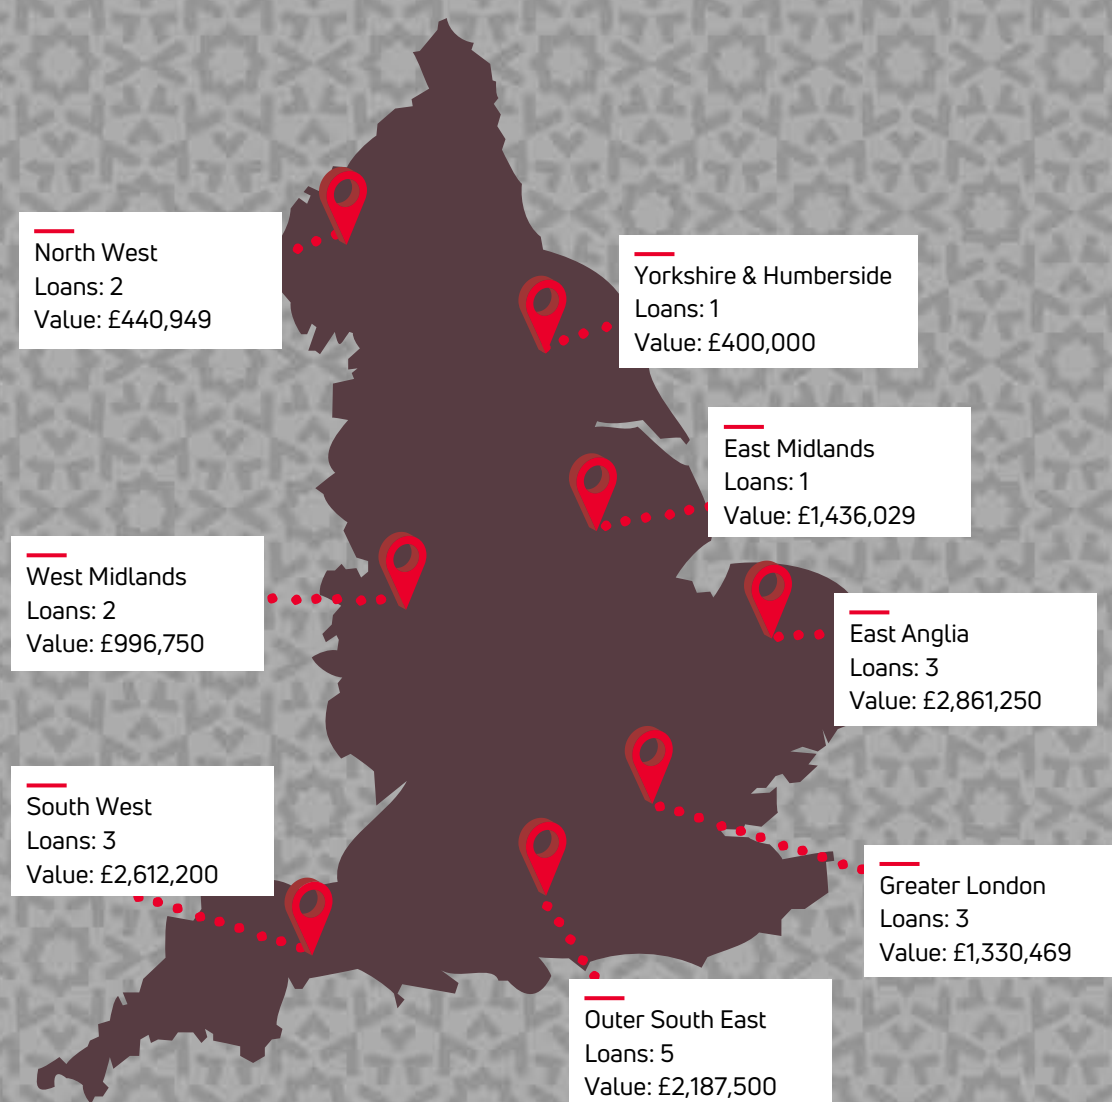 North West
Loans: 2
Value: £440,949
Yorkshire & Humberside
Loans: 1
Value: £400,000
East Midlands
Loans: 1
Value: £1,436,029
West Midlands
Loans: 2
Value: £996,750
East Anglia
Loans: 3
Value: £2,861,250
South West
Loans: 3
Value: £2,612,200
Greater London
Loans: 3
Value: £1,330,469
Outer South East
Loans: 5
Value: £2,187,500